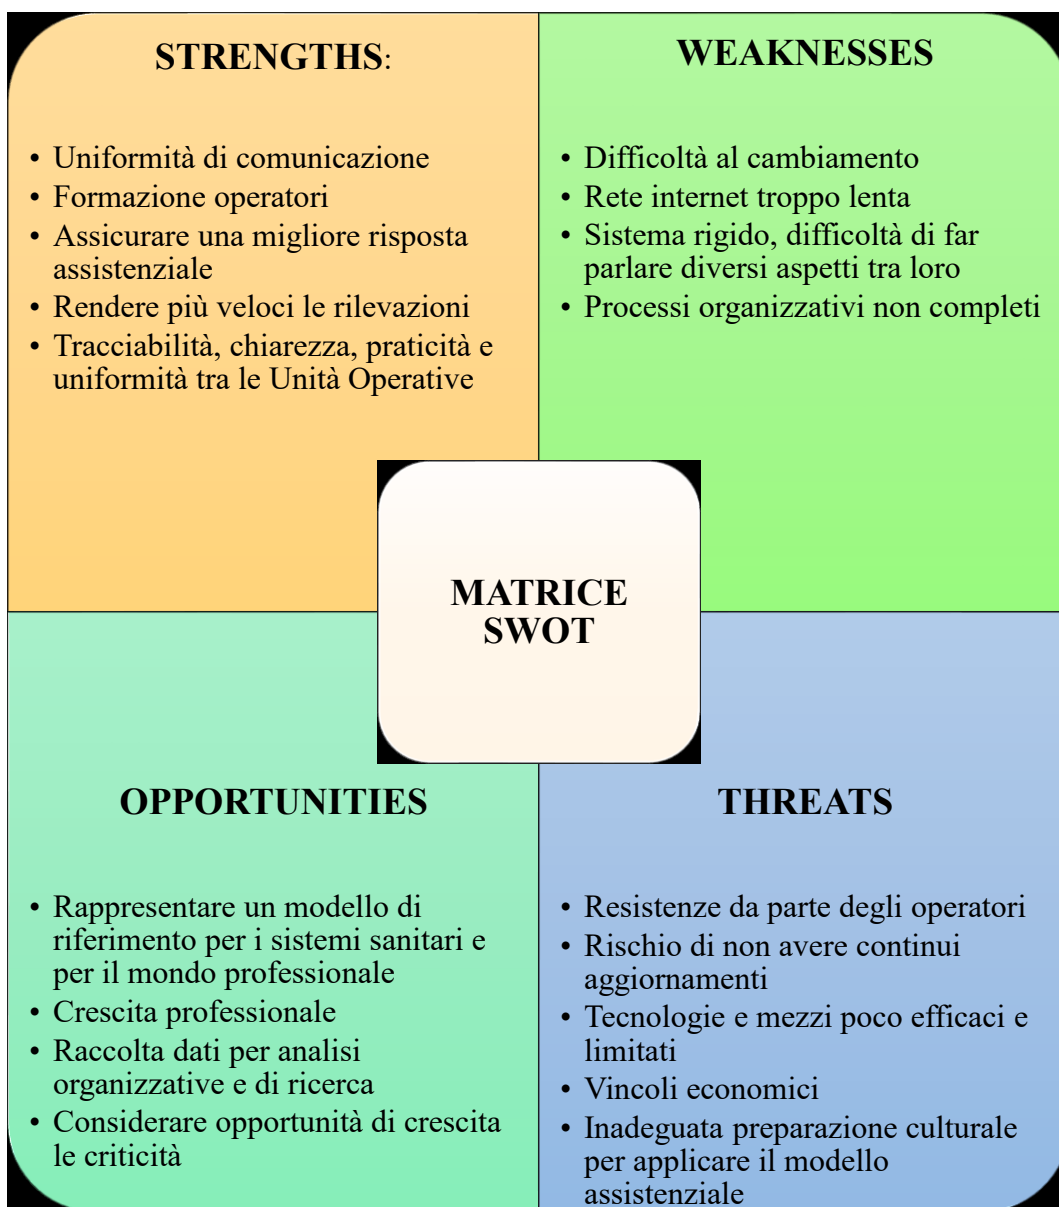 STRENGTHS:
• Uniformità di comunicazione
• Formazione operatori
• Assicurare una migliore risposta
assistenziale
• Rendere più veloci le rilevazioni
• Tracciabilità, chiarezza, praticità e
uniformità tra le Unità Operative
WEAKNESSES
• Difficoltà al cambiamento
• Rete internet troppo lenta
• Sistema rigido, difficoltà di far
parlare diversi aspetti tra loro
• Processi organizzativi non completi
MATRICE
SWOT
OPPORTUNITIES
• Rappresentare un modello di
riferimento per i sistemi sanitari e
per il mondo professionale
• Crescita professionale
• Raccolta dati per analisi
organizzative e di ricerca
• Considerare opportunità di crescita
le criticità
THREATS
• Resistenze da parte degli operatori
• Rischio di non avere continui
aggiornamenti
• Tecnologie e mezzi poco efficaci e
limitati
• Vincoli economici
• Inadeguata preparazione culturale
per applicare il modello
assistenziale